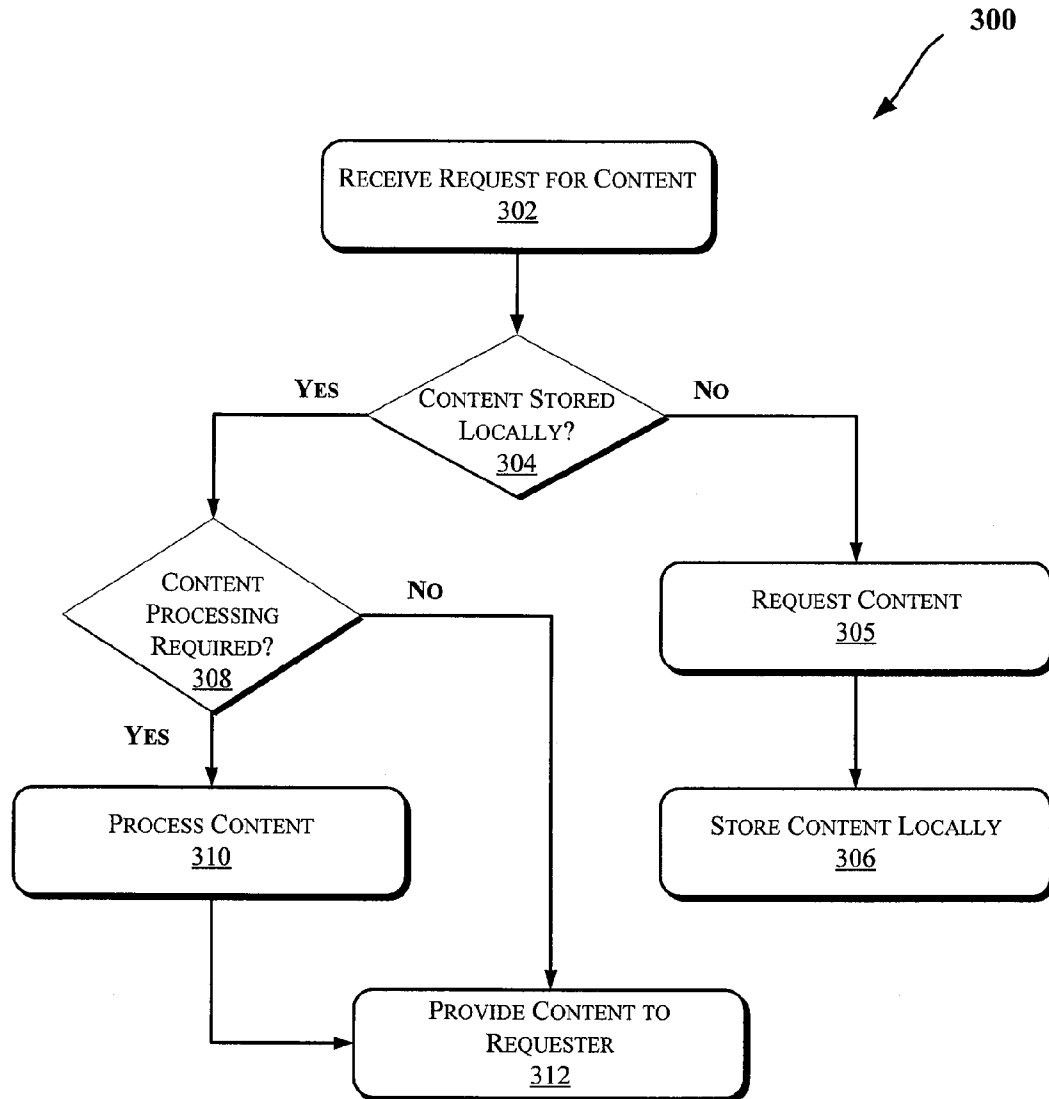 300
RECEIVE REQUEST FOR CONTENT
302
YES
NO
CONTENT STORED
LOCALLY?
304
CONTENT
PROCESSING
REQUIRED?
308
NO
REQUEST CONTENT
305
YES
PROCESS CONTENT
310
STORE CONTENT LOCALLY
306
PROVIDE CONTENT TO
REQUESTER
312